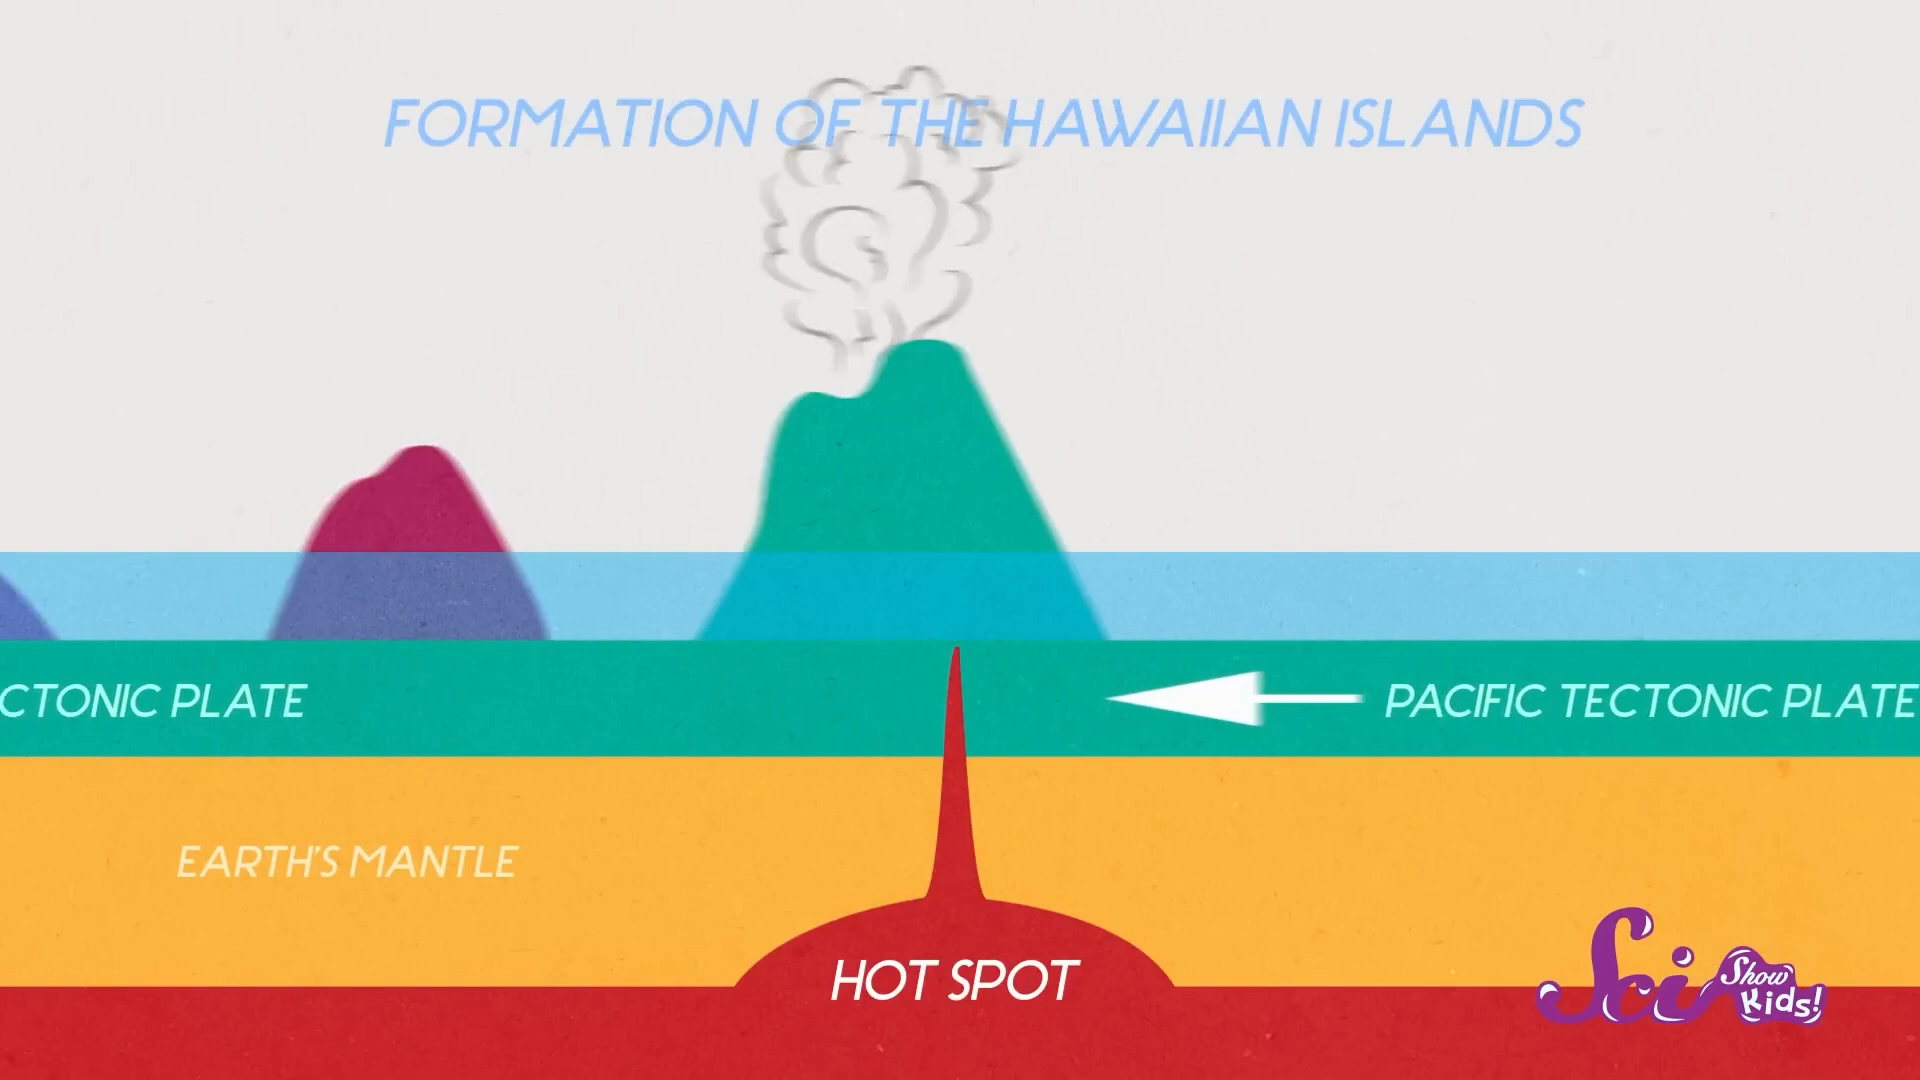 FORMATION OF THE HAWAIIAN ISLANDS
CTONIC PLATE
PACIFIC TECTONIC PLATE
EARTH'S MANTLE
HOT SPOT
Sci Show Kids!